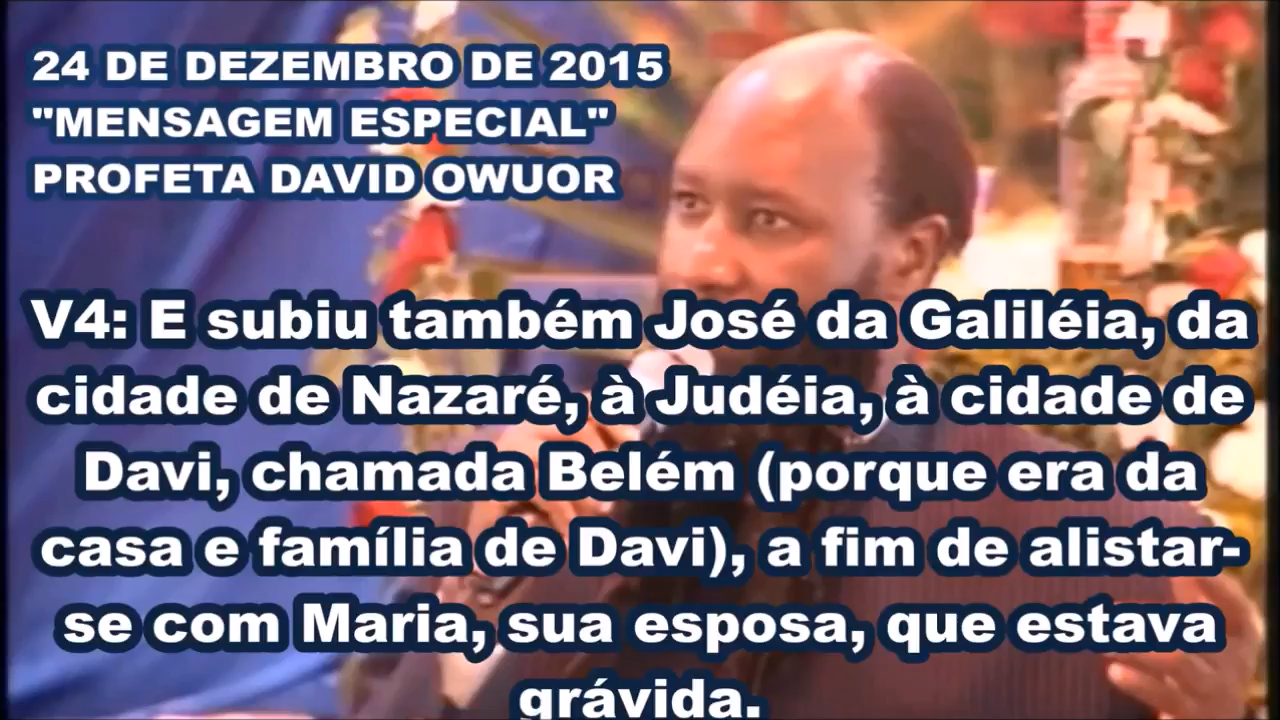 24 DE DEZEMBRO DE 2015
"MENSAGEM ESPECIAL"
PROFETA DAVID OWUOR
V4: E subiu também José da Galiléia, da
cidade de Nazaré, à Judéia, à cidade de
Davi, chamada Belém (porque era da
casa e família de Davi), a fim de alistar-
se com Maria, sua esposa, que estava
grávida.